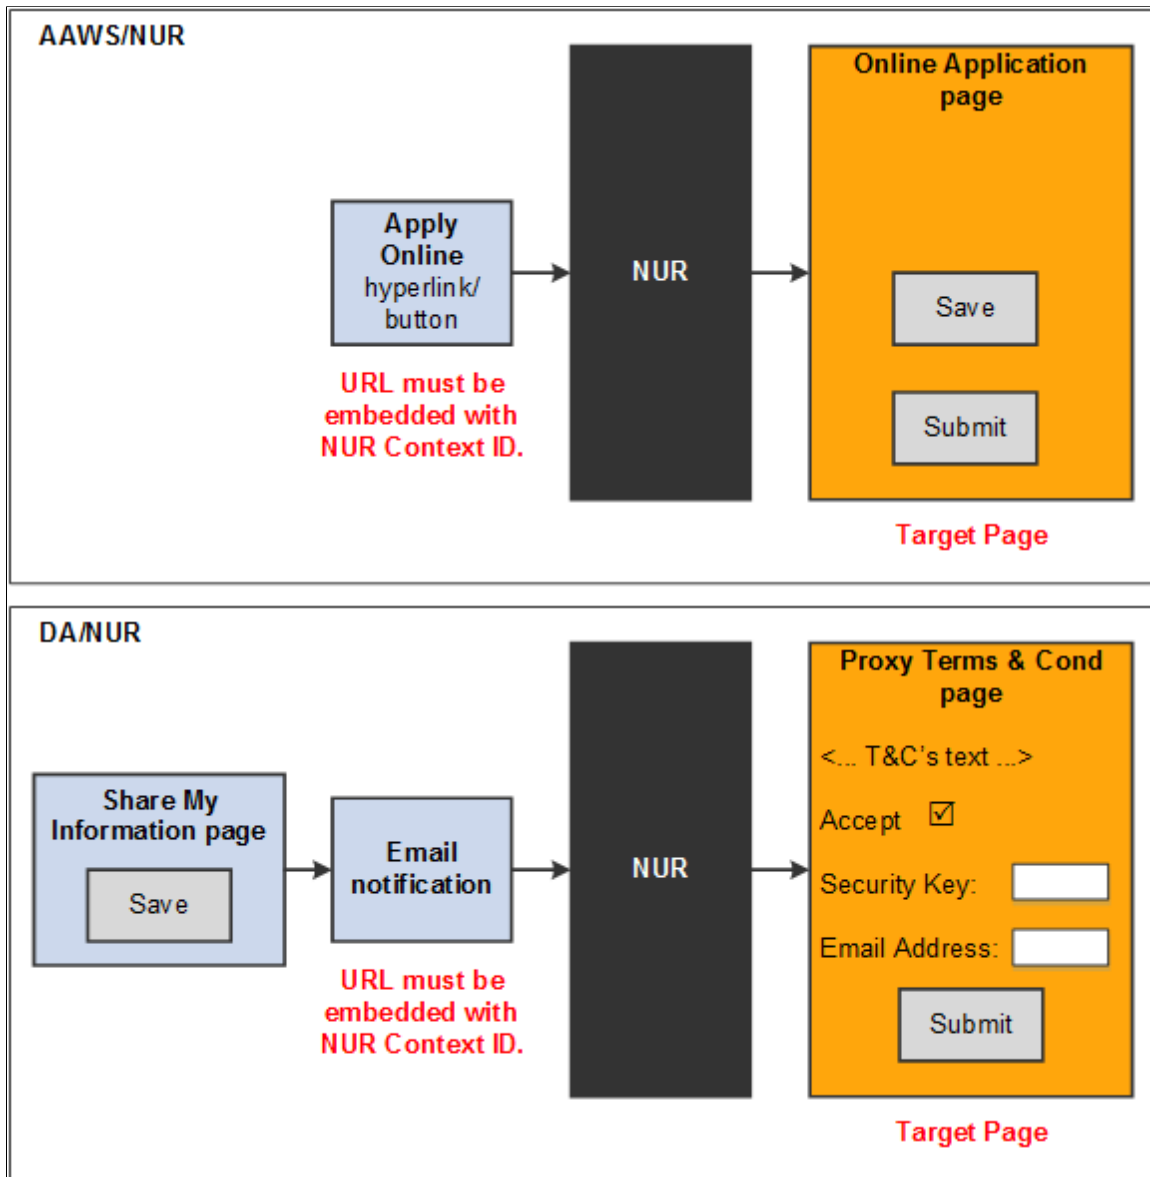 AAWS/NUR
Apply
Online
hyperlink/
button
URL must be
embedded with
NUR Context ID.
NUR
Online Application
page
Save
Submit
Target Page
DA/NUR
Share My
Information page
Save
Email
notification
URL must be
embedded with
NUR Context ID.
NUR
Proxy Terms & Cond
page
<... T&C's text ...>
Accept ☑
Security Key:
Email Address:
Submit
Target Page